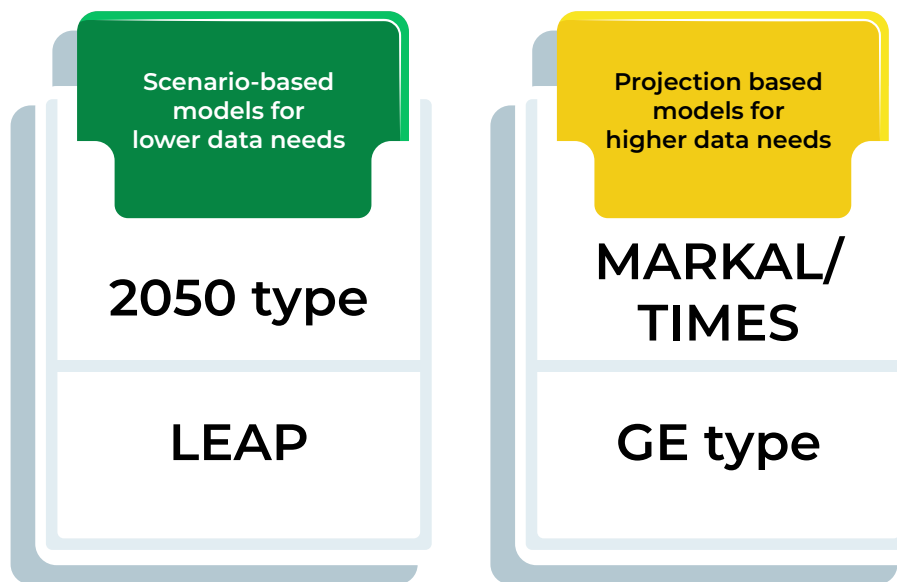 Scenario-based
models for
lower data needs
2050 type
LEAP
Projection based
models for
higher data needs
MARKAL/
TIMES
GE type